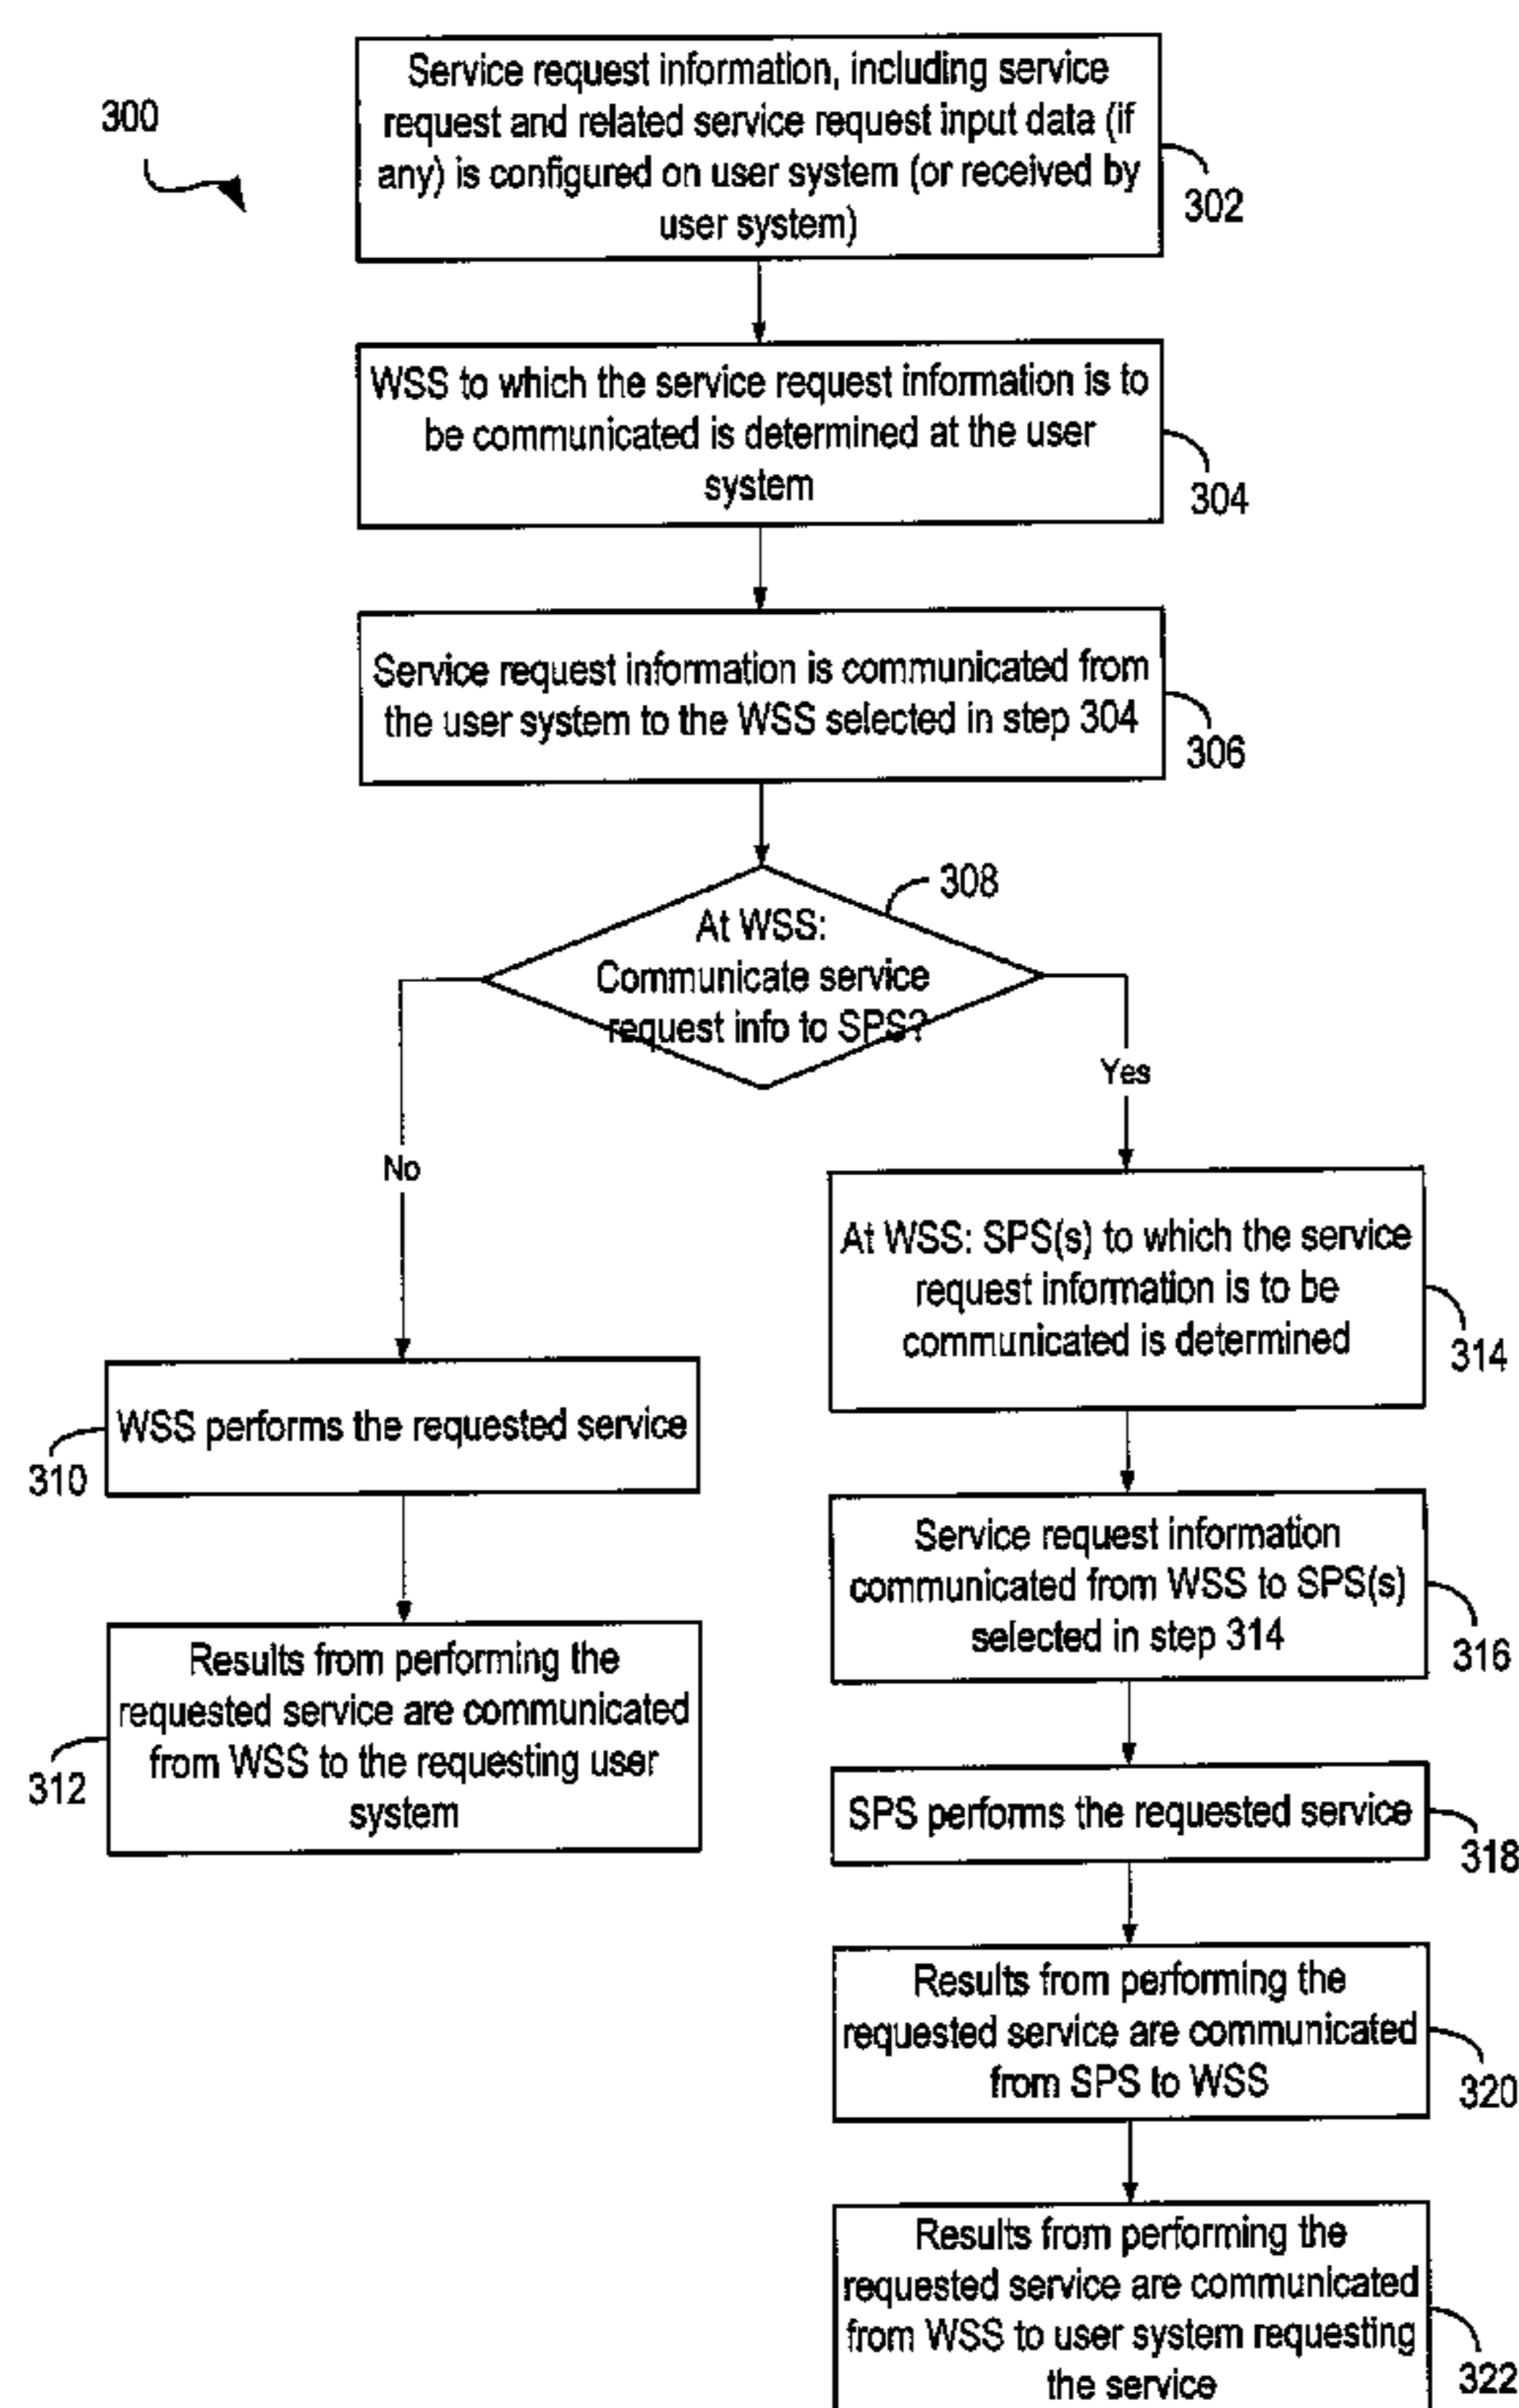 300
Service request information, including service
request and related service request input data (if
any) is configured on user system (or received by
user system)
302
WSS to which the service request information is to
be communicated is determined at the user
system
304
Service request information is communicated from
the user system to the WSS selected in step 304
306
308
At WSS:
Communicate service
request info to SPS?
Yes
No
At WSS: SPS(s) to which the service
request information is to be
communicated is determined
314
WSS performs the requested service
310
Service request information
communicated from WSS to SPS(s)
selected in step 314
316
Results from performing the
requested service are communicated
from WSS to the requesting user
system
312
SPS performs the requested service
318
Results from performing the
requested service are communicated
from SPS to WSS
320
Results from performing the
requested service are communicated
from WSS to user system requesting
the service
322